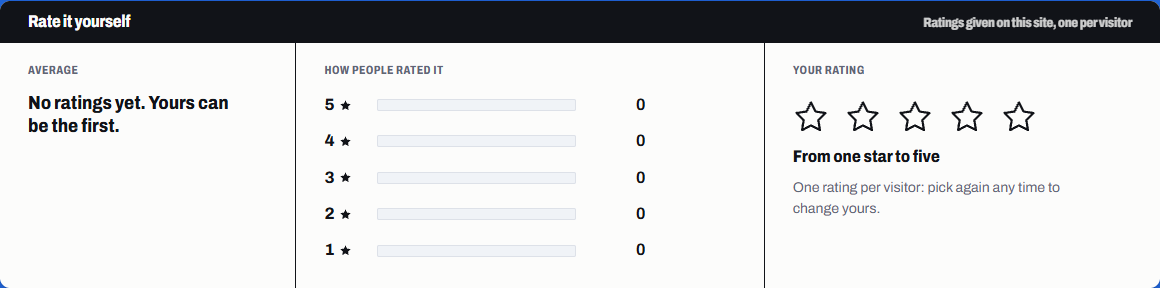 Rate it yourself
Ratings given on this site, one per visitor
AVERAGE
No ratings yet. Yours can
be the first.
HOW PEOPLE RATED IT
5 ★ 0
4 ★ 0
3 ★ 0
2 ★ 0
1 ★ 0
YOUR RATING
From one star to five
One rating per visitor: pick again any time to
change yours.